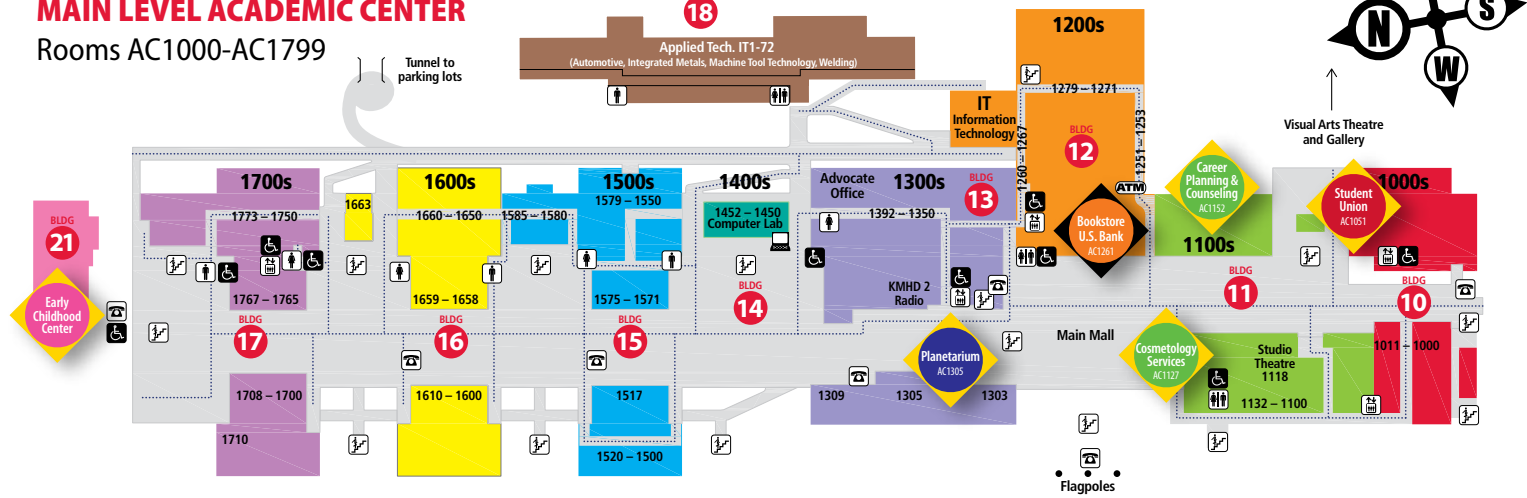 MAIN LEVEL ACADEMIC CENTER
Rooms AC1000-AC1799
Tunnel to
parking lots
18
Applied Tech. IT1-72
(Automotive, Integrated Metals, Machine Tool Technology, Welding)
1200s
1279 – 1271
IT
Information
Technology
1260 – 1267
BLDG
12
1251 – 1253
ATM
Bookstore
U.S. Bank
AC1261
N
S
W
Visual Arts Theatre
and Gallery
Career
Planning &
Counseling
AC1152
1100s
Student
Union
AC1051
1000s
BLDG
21
Early
Childhood
Center
1700s
1773 – 1750
1767 – 1765
BLDG
17
1708 – 1700
1710
1663
1600s
1660 – 1650
1659 – 1658
BLDG
16
1610 – 1600
1585 – 1580
1500s
1579 – 1550
1575 – 1571
BLDG
15
1517
1520 – 1500
1400s
1452 – 1450
Computer Lab
BLDG
14
Advocate
Office
1300s
BLDG
13
1392 – 1350
KMHD 2
Radio
Planetarium
AC1305
1309
1305
1303
Main Mall
BLDG
11
Cosmetology
Services
AC1127
Studio
Theatre
1118
1132 – 1100
BLDG
10
1011 – 1000
Flagpoles